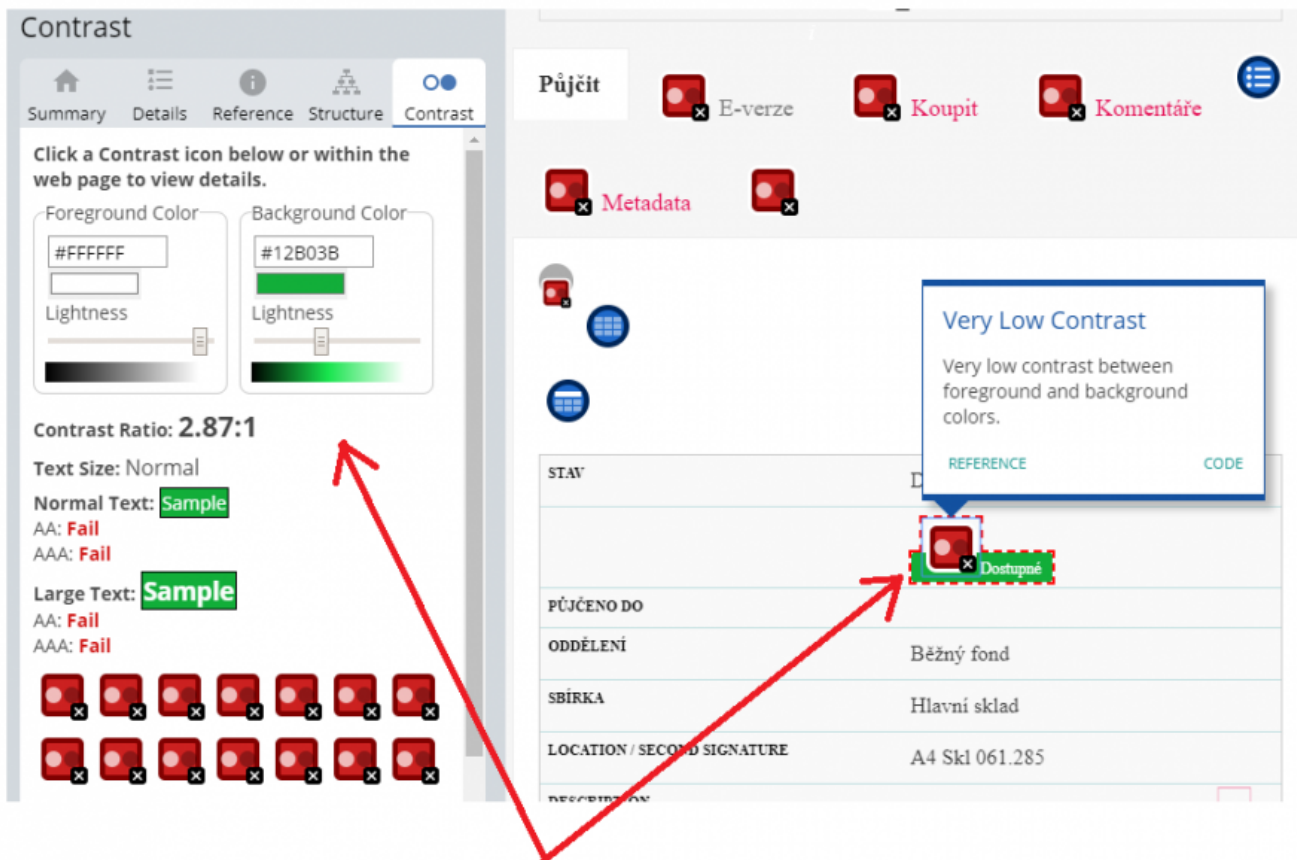 Contrast
Summary Details Reference Structure Contrast
Click a Contrast icon below or within the
web page to view details.
Foreground Color Background Color
#FFFFFF #12B03B
Lightness Lightness
Contrast Ratio: 2.87:1
Text Size: Normal
Normal Text: Sample
AA: Fail
AAA: Fail
Large Text: Sample
AA: Fail
AAA: Fail
Půjčit E-verze Koupit Komentáře
Metadata
Very Low Contrast
Very low contrast between
foreground and background
colors.
REFERENCE CODE
STAV
Dostupné
PŮJČENO DO
ODDĚLENÍ Běžný fond
SBÍRKA Hlavní sklad
LOCATION / SECOND SIGNATURE A4 Skl 061.285
DESCRIPTION